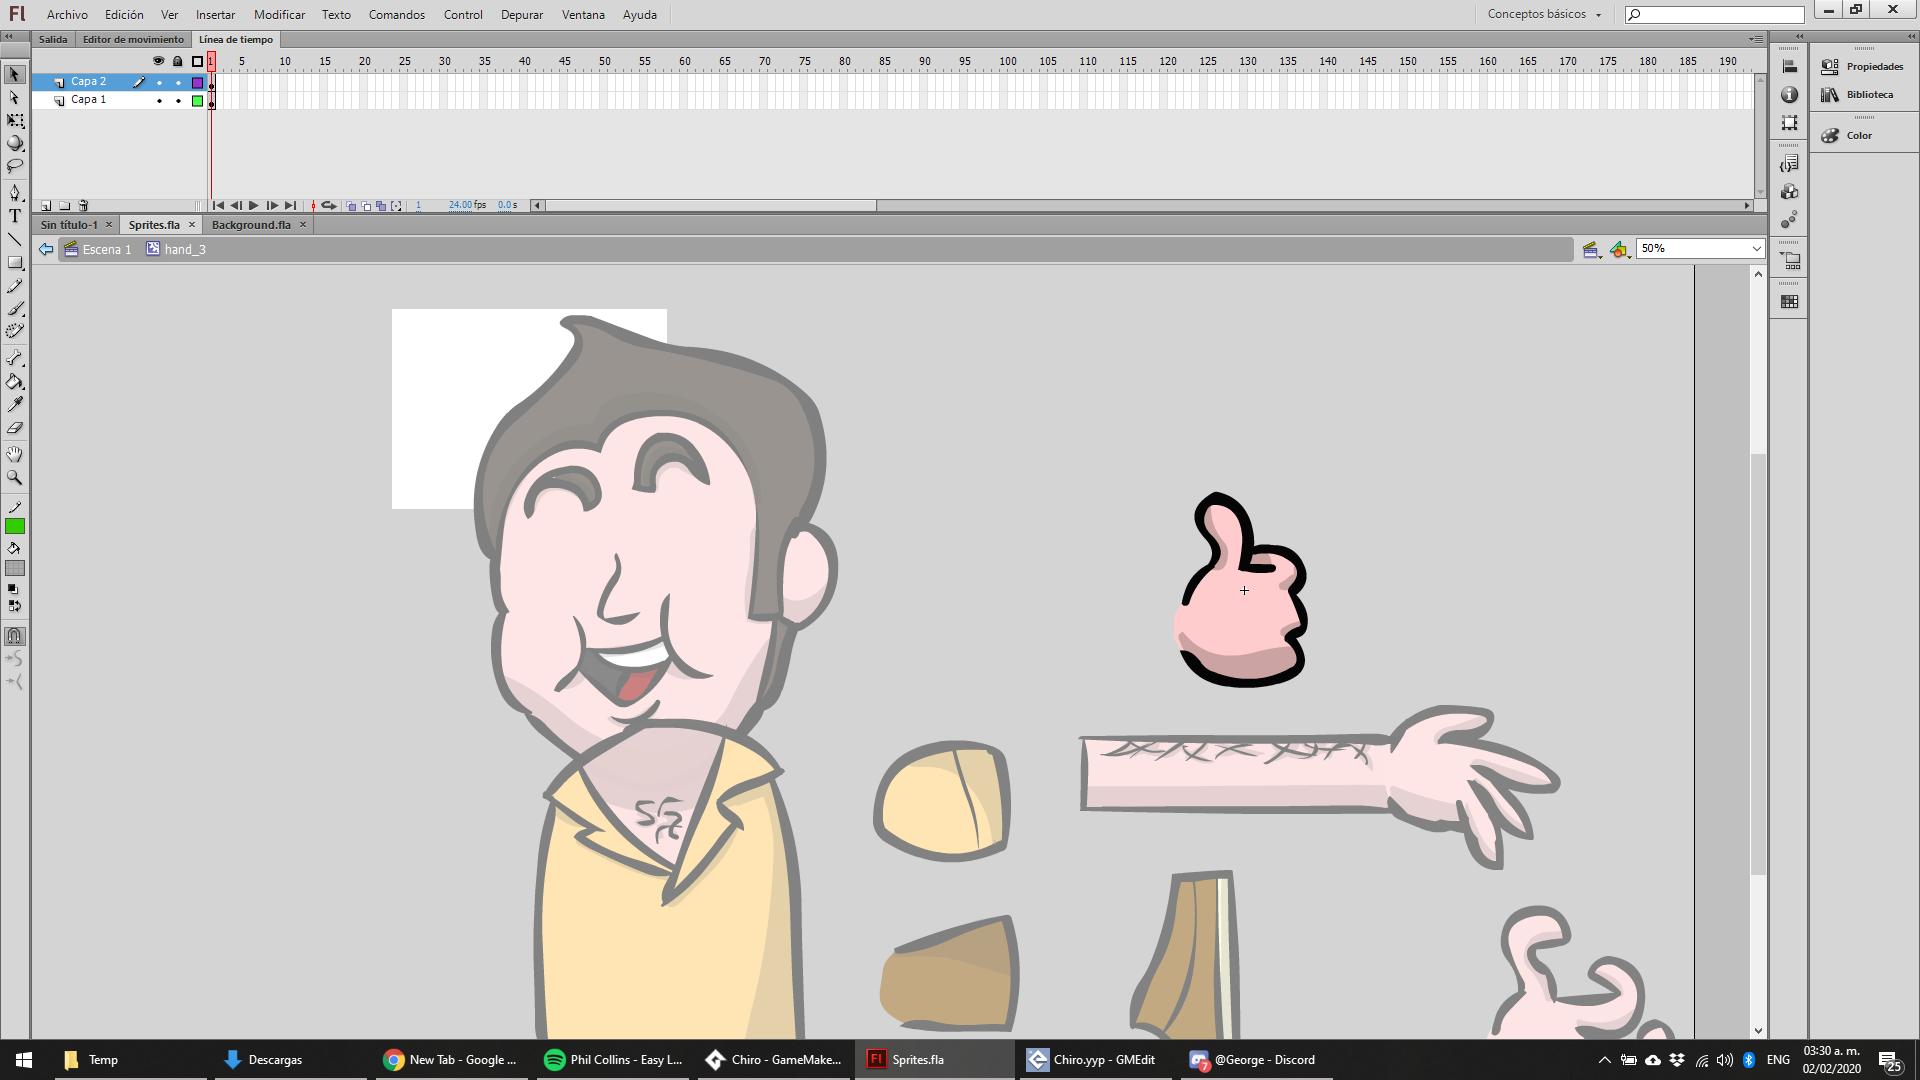 Fl Archivo Edición Ver Insertar Modificar Texto Comandos Control Depurar Ventana Ayuda Conceptos básicos
Salida Editor de movimiento Línea de tiempo
1 5 10 15 20 25 30 35 40 45 50 55 60 65 70 75 80 85 90 95 100 105 110 115 120 125 130 135 140 145 150 155 160 165 170 175 180 185 190
Capa 2
Capa 1
1 24.00 fps 0.0 s
Sin título-1 × Sprites.fla × Background.fla ×
Escena 1 hand_3 50%
Propiedades
Biblioteca
Color
Temp Descargas New Tab - Google ... Phil Collins - Easy L... Chiro - GameMake... Fl Sprites.fla Chiro.yyp - GMEdit 7 @George - Discord ENG 03:30 a. m. 25
02/02/2020